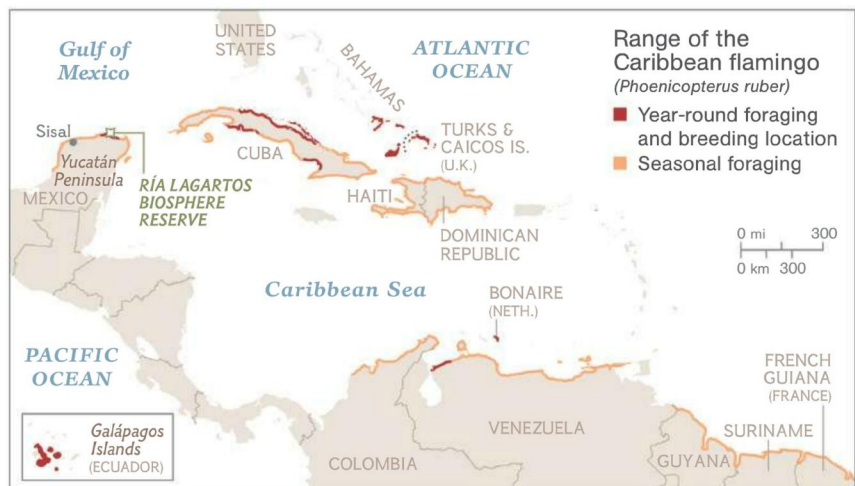 Gulf of
Mexico
UNITED
STATES
BAHAMAS
ATLANTIC
OCEAN
Range of the
Caribbean flamingo
(Phoenicopterus ruber)
Year-round foraging
and breeding location
Seasonal foraging
Sisal
Yucatán
Peninsula
MEXICO
RÍA LAGARTOS
BIOSPHERE
RESERVE
CUBA
TURKS &
CAICOS IS.
(U.K.)
HAITI
DOMINICAN
REPUBLIC
0 mi 300
0 km 300
Caribbean Sea
BONAIRE
(NETH.)
PACIFIC
OCEAN
Galápagos
Islands
(ECUADOR)
COLOMBIA
VENEZUELA
GUYANA
SURINAME
FRENCH
GUIANA
(FRANCE)